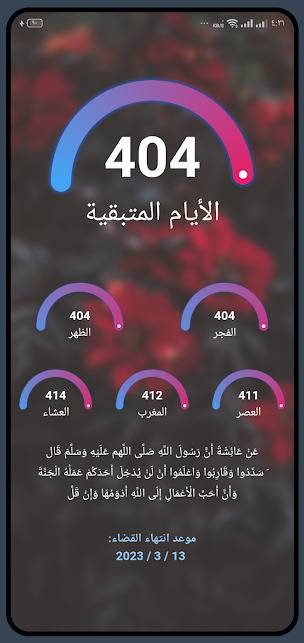 ٤:٣٦
404
الأيام المتبقية
404
الفجر
404
الظهر
411
العصر
412
المغرب
414
العشاء
عَنْ عَائِشَةَ أَنَّ رَسُولَ اللَّهِ صَلَّى اللَّهم عَلَيْهِ وَسَلَّمَ قَالَ
سَدِّدُوا وَقَارِبُوا وَاعْلَمُوا أَنْ لَنْ يُدْخِلَ أَحَدَكُمْ عَمَلُهُ الْجَنَّةَ
وَأَنَّ أَحَبَّ الْأَعْمَالِ إِلَى اللَّهِ أَدْوَمُهَا وَإِنْ قَلَّ
موعد انتهاء القضاء:
2023 / 3 / 13